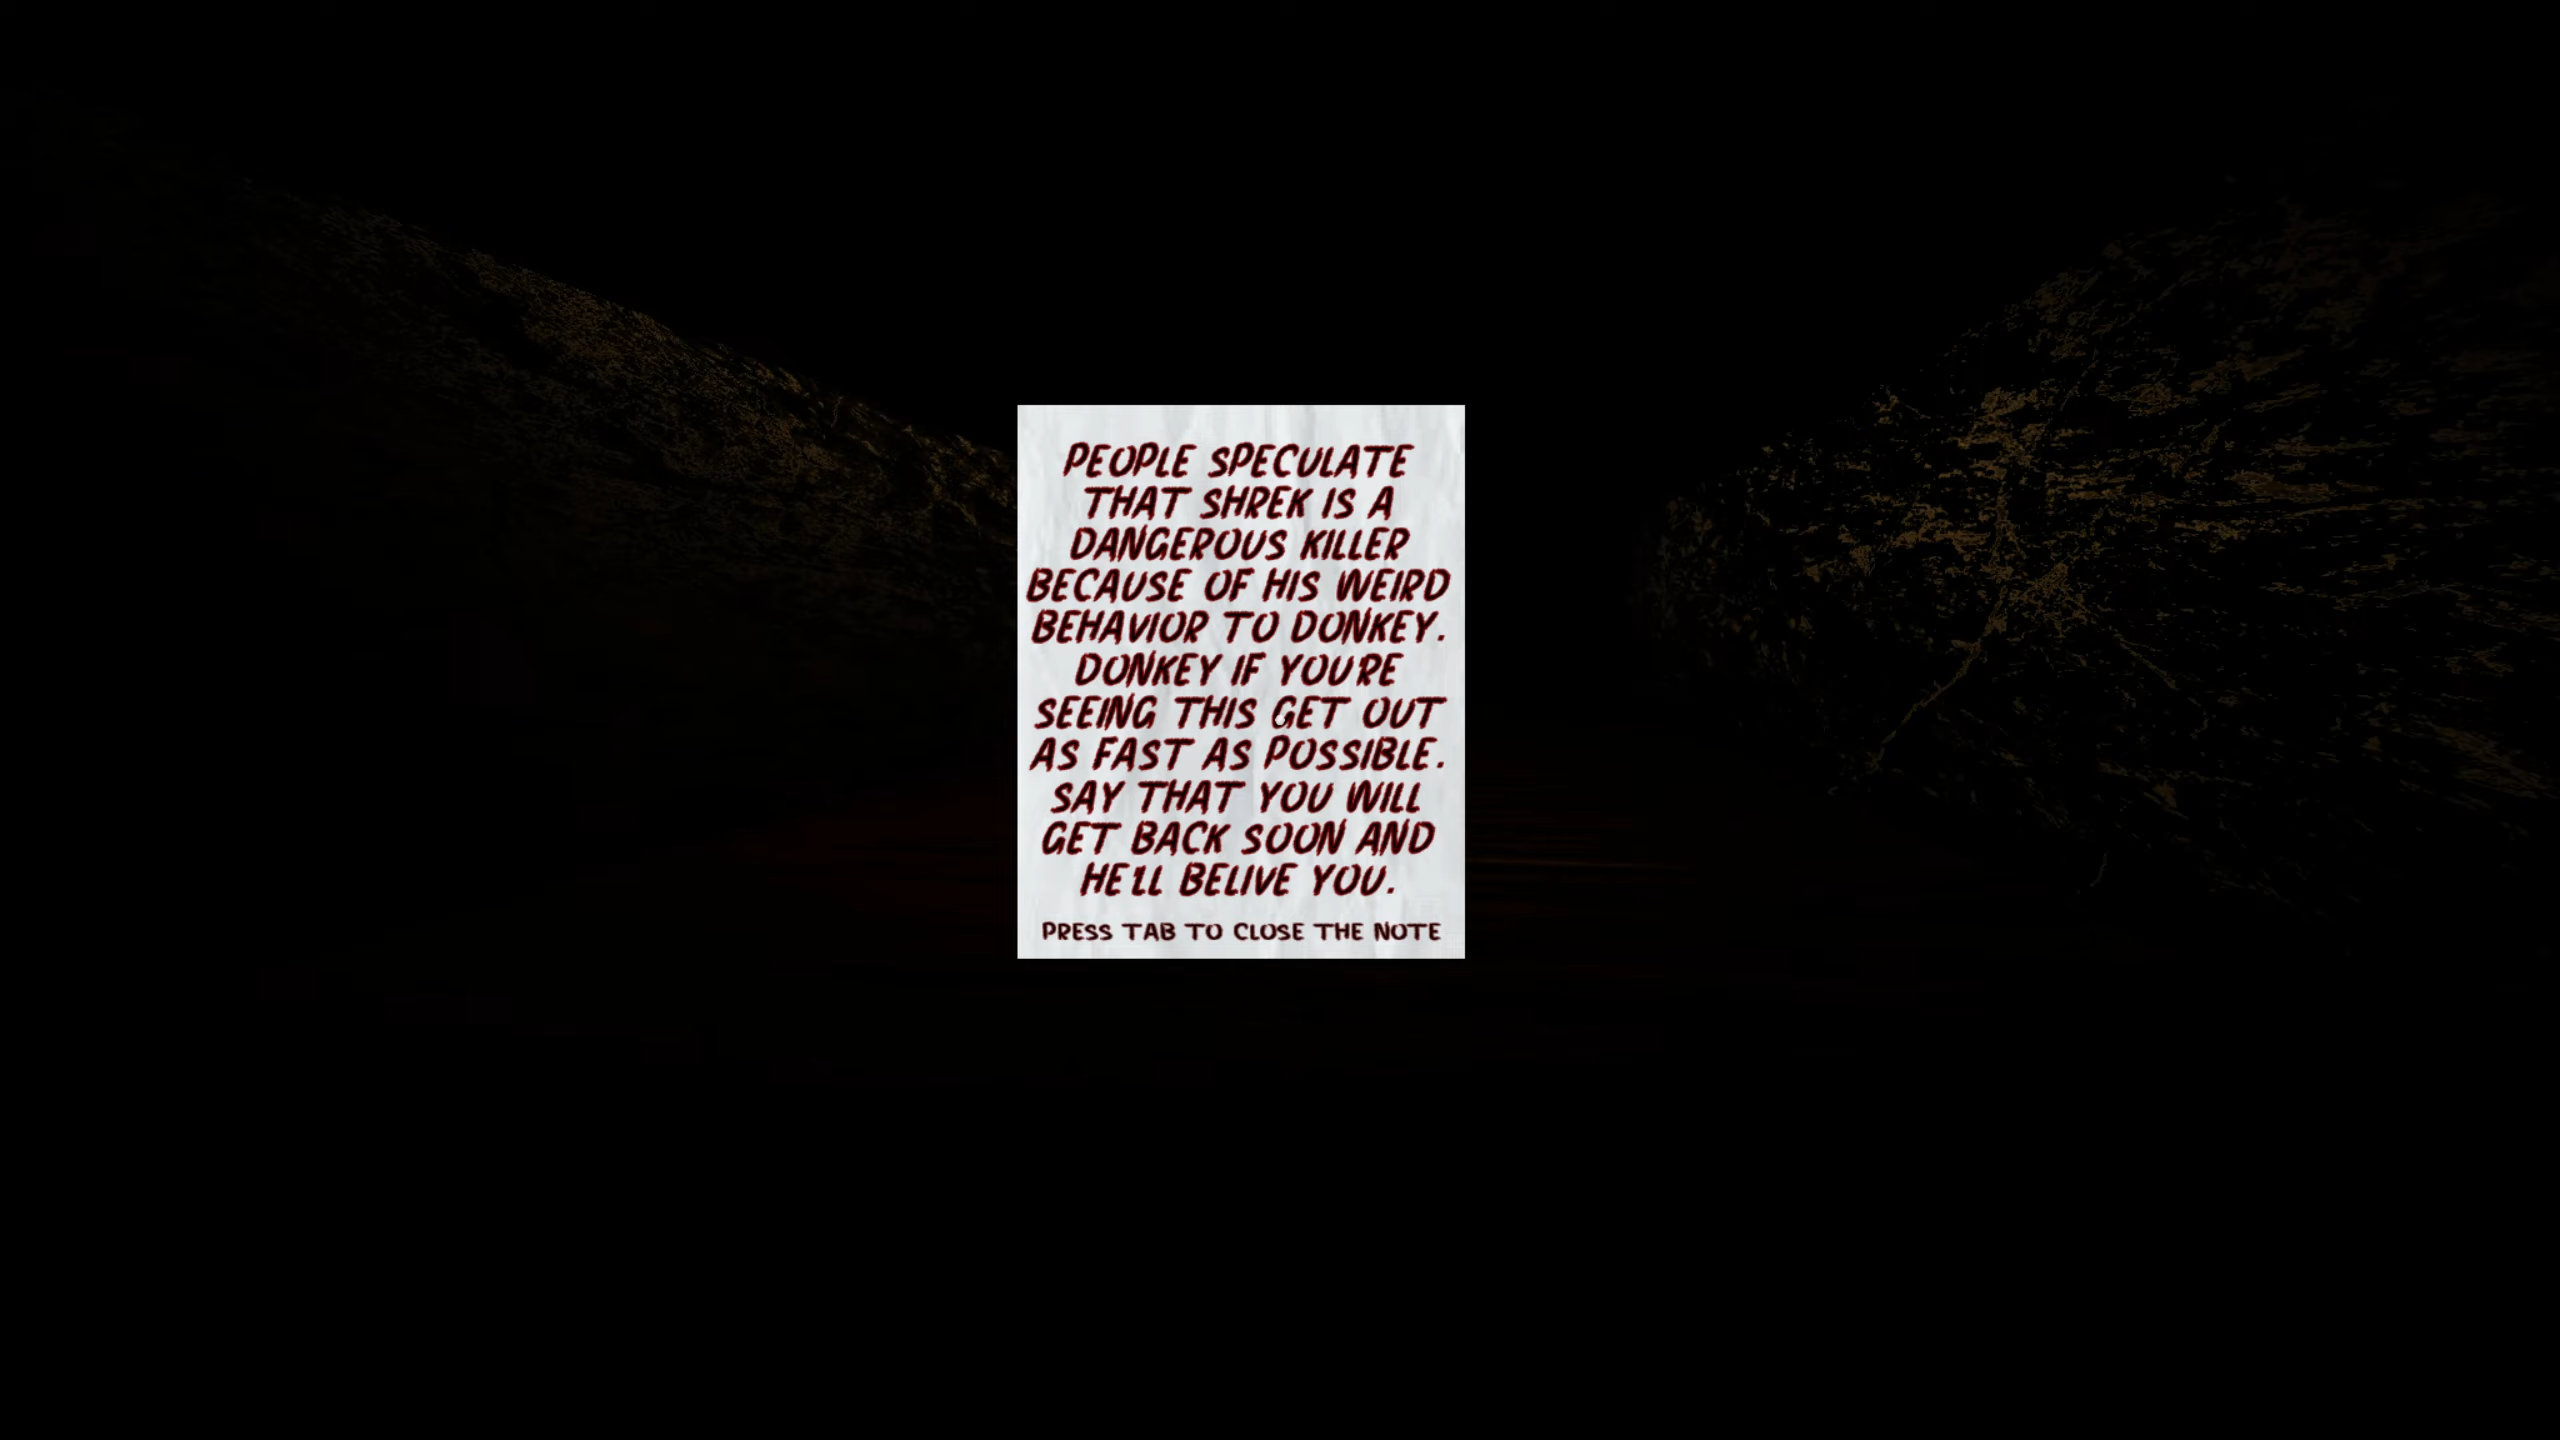 PEOPLE SPECULATE
THAT SHREK IS A
DANGEROUS KILLER
BECAUSE OF HIS WEIRD
BEHAVIOR TO DONKEY.
DONKEY IF YOU'RE
SEEING THIS GET OUT
AS FAST AS POSSIBLE.
SAY THAT YOU WILL
GET BACK SOON AND
HE'LL BELIVE YOU.
PRESS TAB TO CLOSE THE NOTE